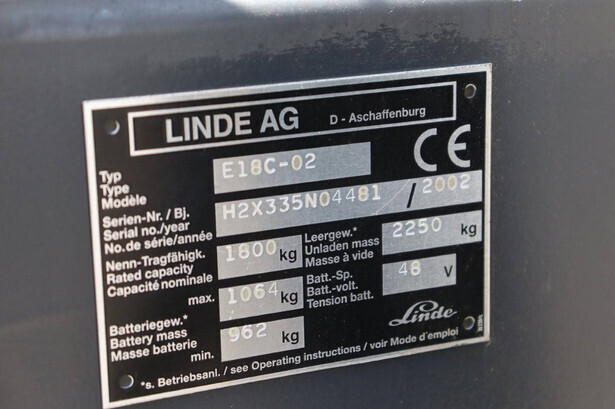 LINDE AG D - Aschaffenburg
CE
Typ
Type
Modèle
E18C-02
Serien-Nr. / Bj.
Serial no./year
No. de série/année
H2X335N04481 / 2002
Nenn-Tragfähigk.
Rated capacity
Capacité nominale
1800 kg
Leergew.*
Unladen mass
Masse à vide
2250 kg
max. 1064 kg
Batt.-Sp.
Batt.-volt.
Tension batt.
48 V
Batteriegew.*
Battery mass
Masse batterie
min. 962 kg
Linde
*s. Betriebsanl. / see Operating instructions / voir Mode d'emploi